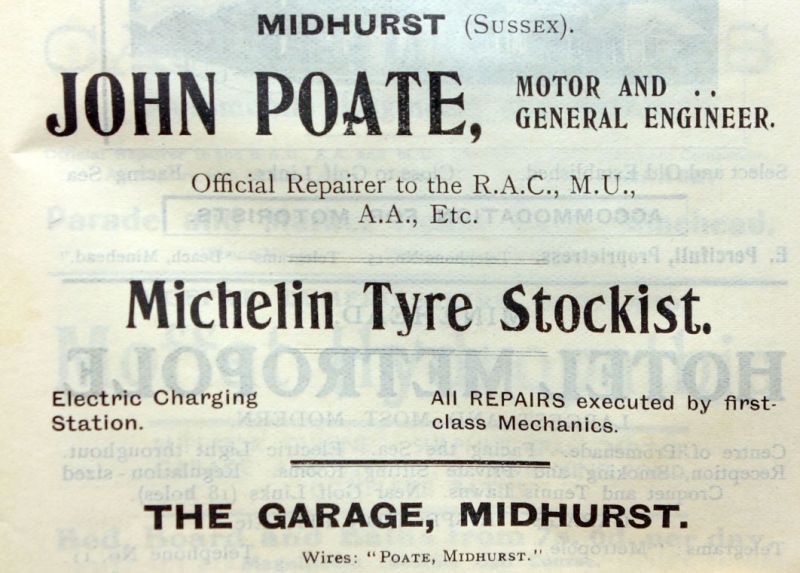 MIDHURST (SUSSEX).
JOHN POATE, MOTOR AND ..
GENERAL ENGINEER.
Official Repairer to the R.A.C., M.U.,
A.A., Etc.
Michelin Tyre Stockist.
Electric Charging
Station.
All REPAIRS executed by first-
class Mechanics.
THE GARAGE, MIDHURST.
Wires: "POATE, MIDHURST."